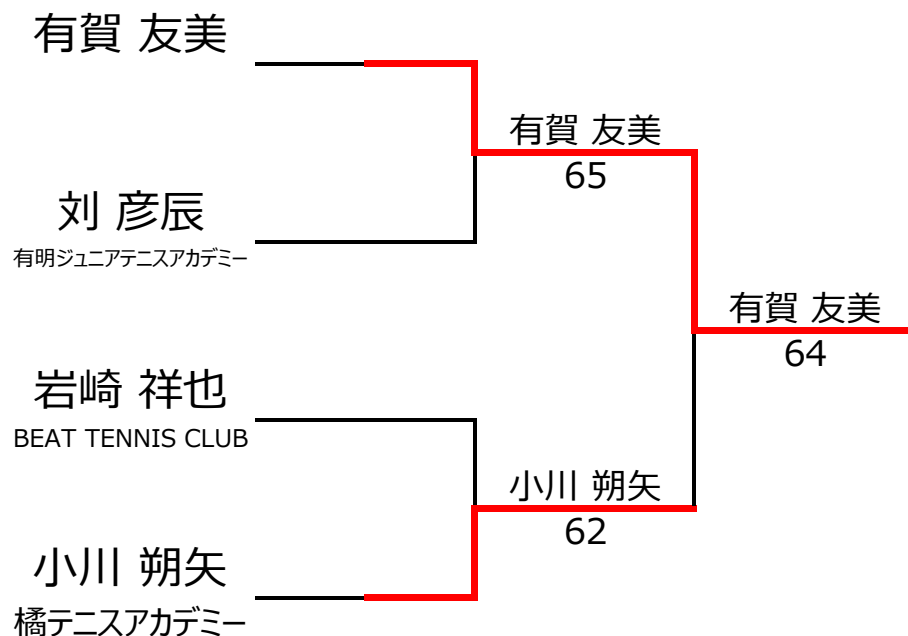 有賀 友美
有賀 友美
65
刘 彦辰
有明ジュニアテニスアカデミー
有賀 友美
64
岩崎 祥也
BEAT TENNIS CLUB
小川 朔矢
62
小川 朔矢
橘テニスアカデミー